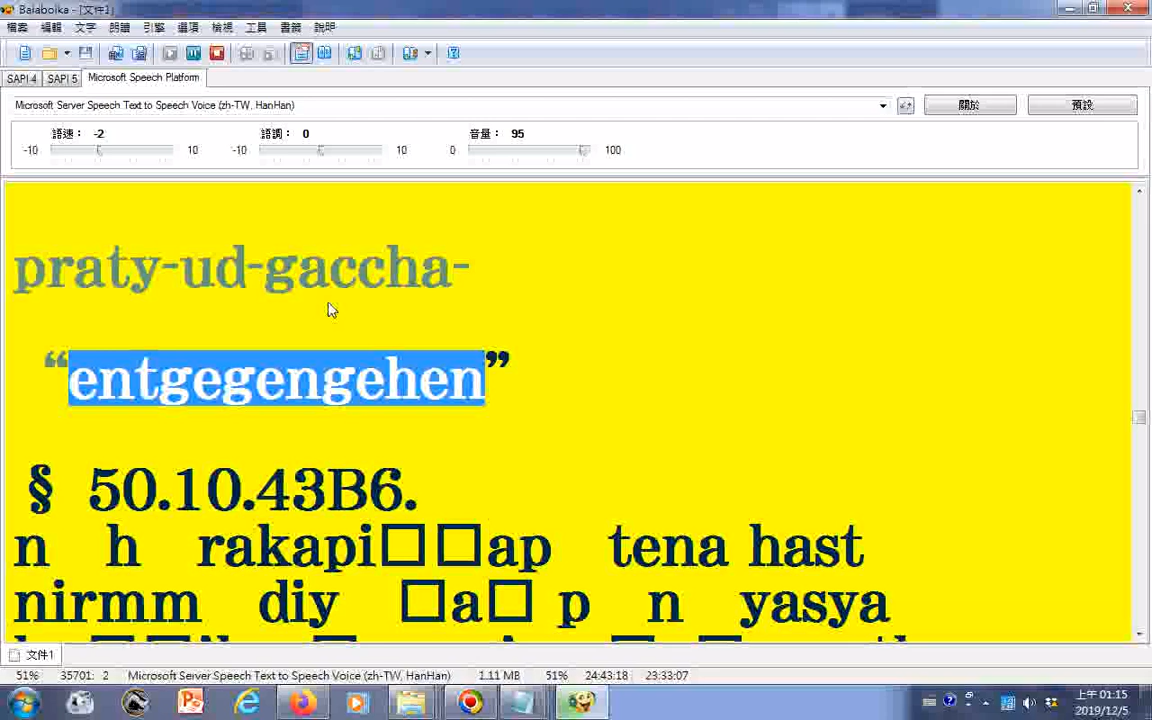 Balabolka - [文件1]
檔案 編輯 文字 朗讀 引擎 選項 檢視 工具 書籤 說明
SAPI 4 SAPI 5 Microsoft Speech Platform
Microsoft Server Speech Text to Speech Voice (zh-TW, HanHan) 關於 預設
語速： -2 語調： 0 音量： 95
-10 10 -10 10 0 100
praty-ud-gaccha-
“entgegengehen”
§ 50.10.43B6.
n h rakapi□□ap tena hast
nirmm diy □a□ p n yasya
文件1
51% 35701: 2 Microsoft Server Speech Text to Speech Voice (zh-TW, HanHan) 1.11 MB 51% 24:43:18 23:33:07
上午 01:15
2019/12/5